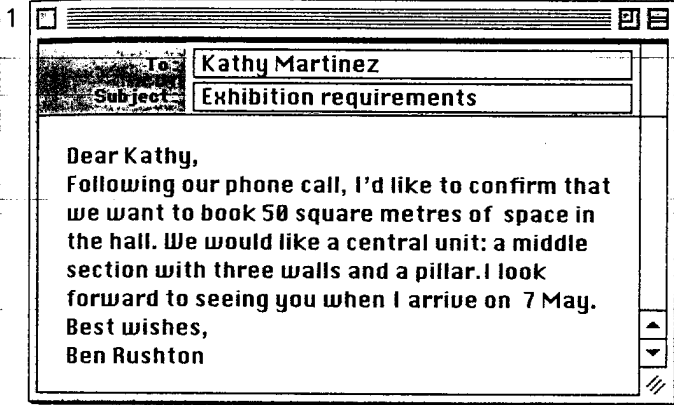 1
To:
Kathy Martinez
Subject:
Exhibition requirements
Dear Kathy,
Following our phone call, I'd like to confirm that
we want to book 50 square metres of space in
the hall. We would like a central unit: a middle
section with three walls and a pillar. I look
forward to seeing you when I arrive on 7 May.
Best wishes,
Ben Rushton